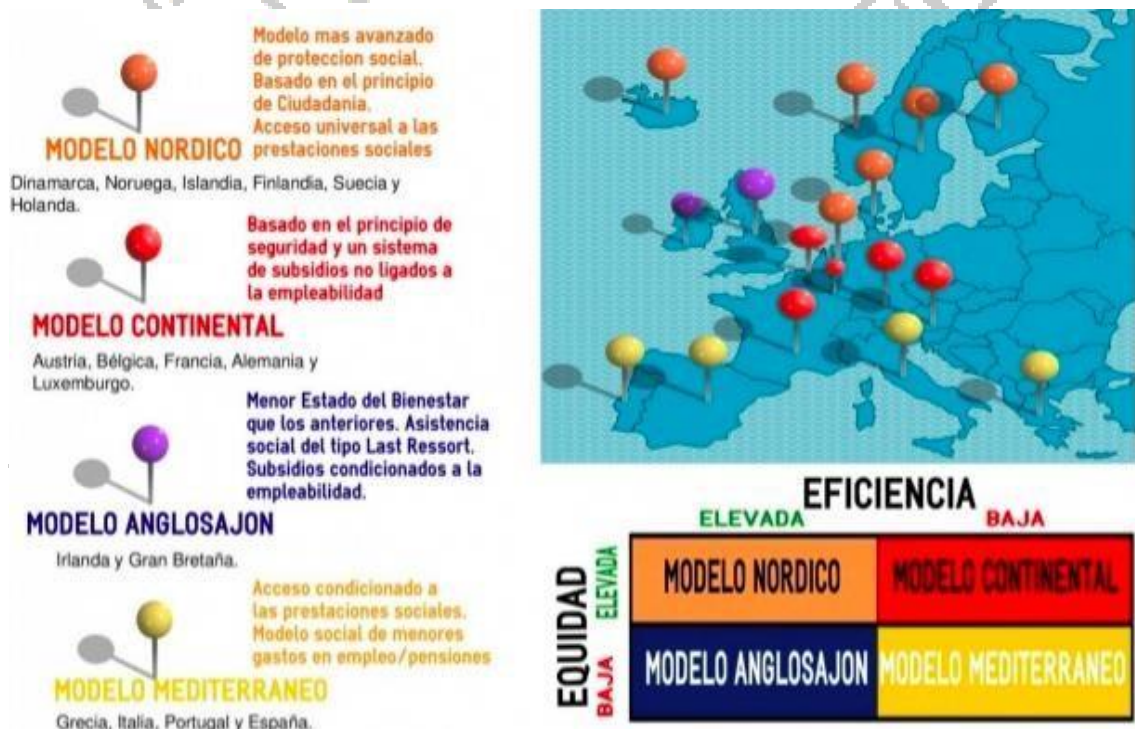 Modelo mas avanzado
de proteccion social.
Basado en el principio
de Ciudadania.
Acceso universal a las
prestaciones sociales
MODELO NORDICO
Dinamarca, Noruega, Islandia, Finlandia, Suecia y
Holanda.
Basado en el principio de
seguridad y un sistema
de subsidios no ligados a
la empleabilidad
MODELO CONTINENTAL
Austria, Bélgica, Francia, Alemania y
Luxemburgo.
Menor Estado del Bienestar
que los anteriores. Asistencia
social del tipo Last Ressort.
Subsidios condicionados a la
empleabilidad.
MODELO ANGLOSAJON
Irlanda y Gran Bretaña.
Acceso condicionado a
las prestaciones sociales.
Modelo social de menores
gastos en empleo/pensiones
MODELO MEDITERRANEO
Grecia, Italia, Portugal y España.
EFICIENCIA
ELEVADA BAJA
EQUIDAD
ELEVADA
BAJA
MODELO NORDICO MODELO CONTINENTAL
MODELO ANGLOSAJON MODELO MEDITERRANEO